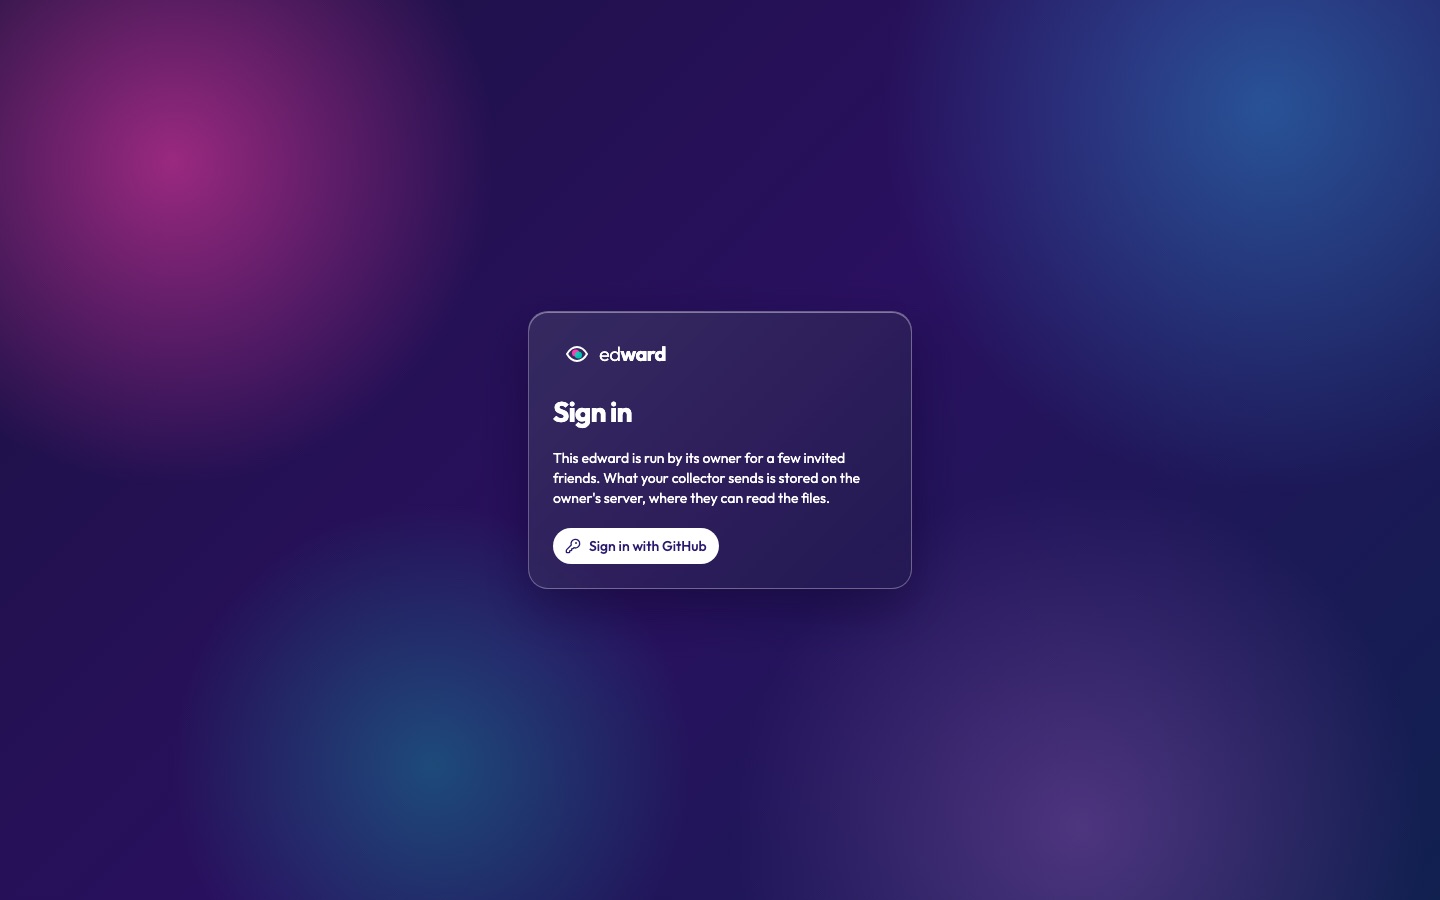 edward
Sign in
This edward is run by its owner for a few invited
friends. What your collector sends is stored on the
owner's server, where they can read the files.
Sign in with GitHub